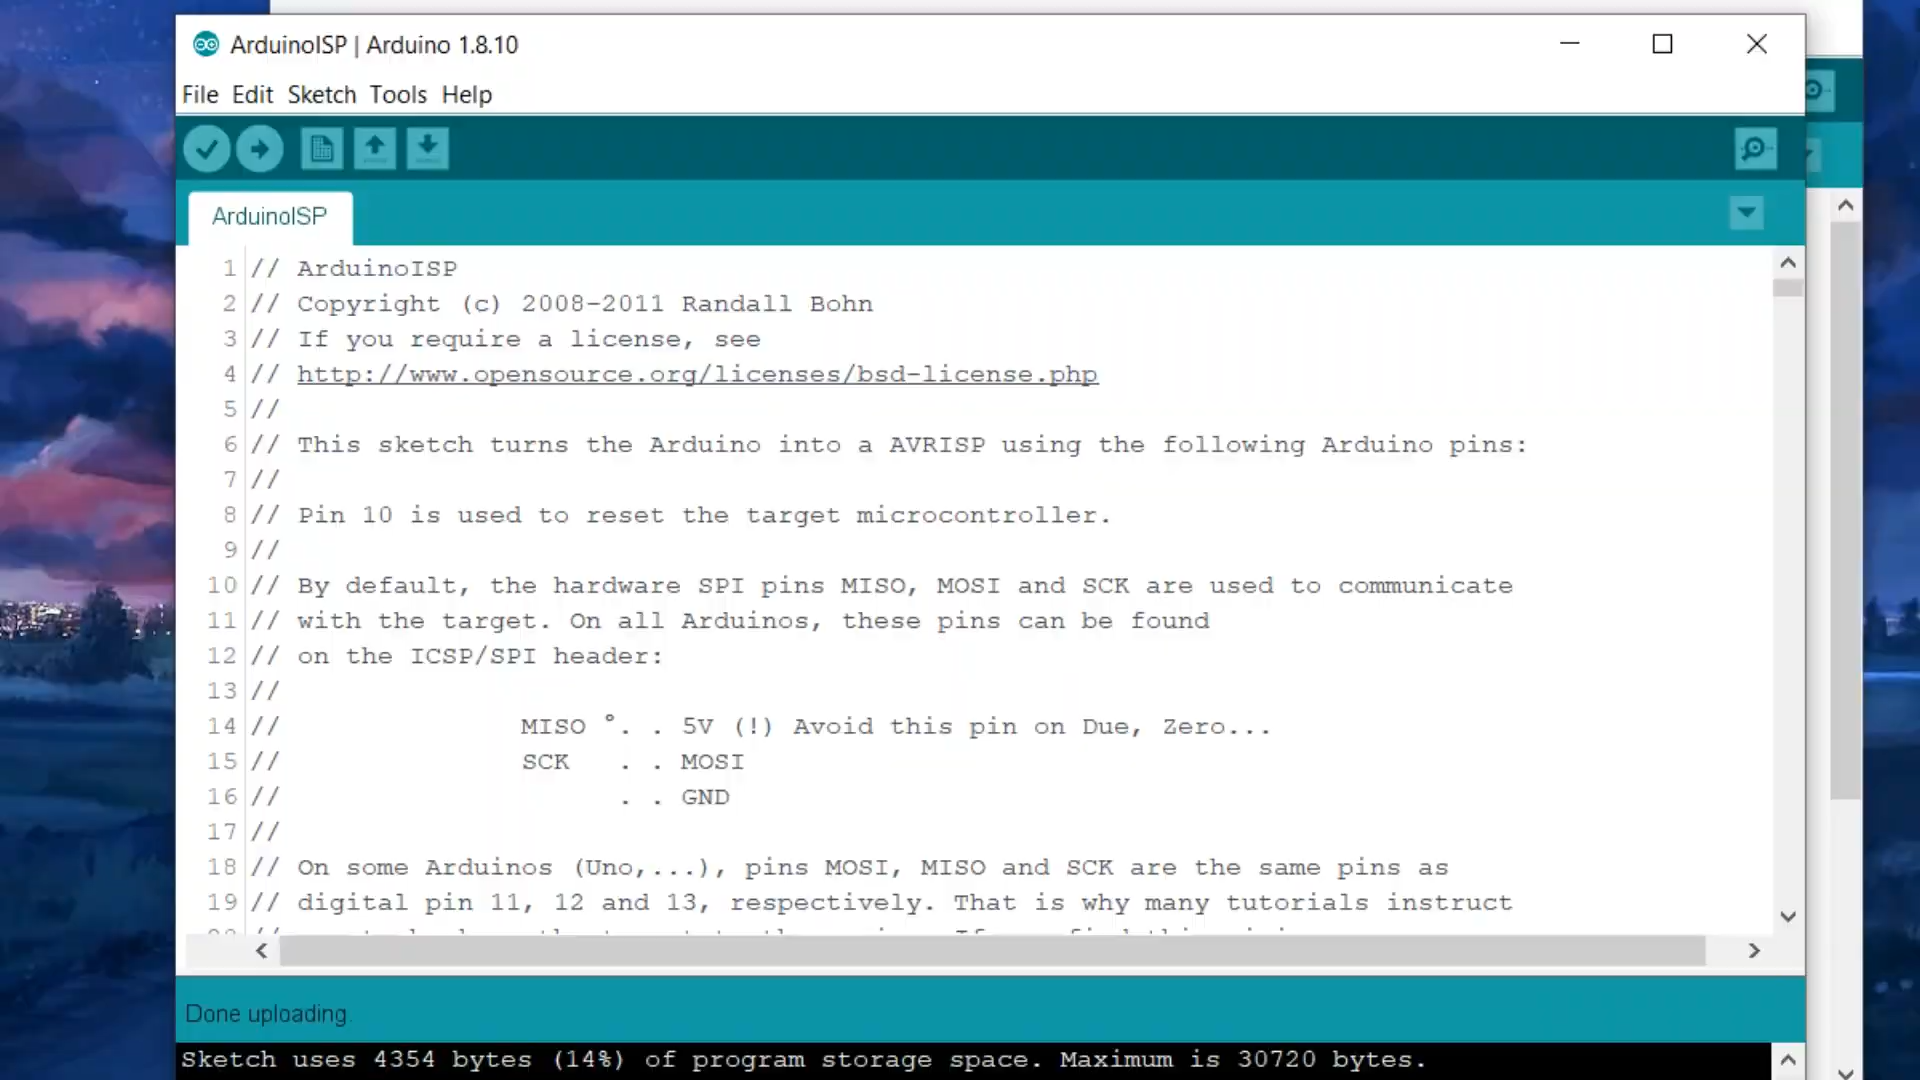 ArduinoISP | Arduino 1.8.10
File Edit Sketch Tools Help
ArduinoISP
1 // ArduinoISP
2 // Copyright (c) 2008-2011 Randall Bohn
3 // If you require a license, see
4 // http://www.opensource.org/licenses/bsd-license.php
5 //
6 // This sketch turns the Arduino into a AVRISP using the following Arduino pins:
7 //
8 // Pin 10 is used to reset the target microcontroller.
9 //
10 // By default, the hardware SPI pins MISO, MOSI and SCK are used to communicate
11 // with the target. On all Arduinos, these pins can be found
12 // on the ICSP/SPI header:
13 //
14 // MISO °. . 5V (!) Avoid this pin on Due, Zero...
15 // SCK . . MOSI
16 // . . GND
17 //
18 // On some Arduinos (Uno,...), pins MOSI, MISO and SCK are the same pins as
19 // digital pin 11, 12 and 13, respectively. That is why many tutorials instruct
Done uploading.
Sketch uses 4354 bytes (14%) of program storage space. Maximum is 30720 bytes.